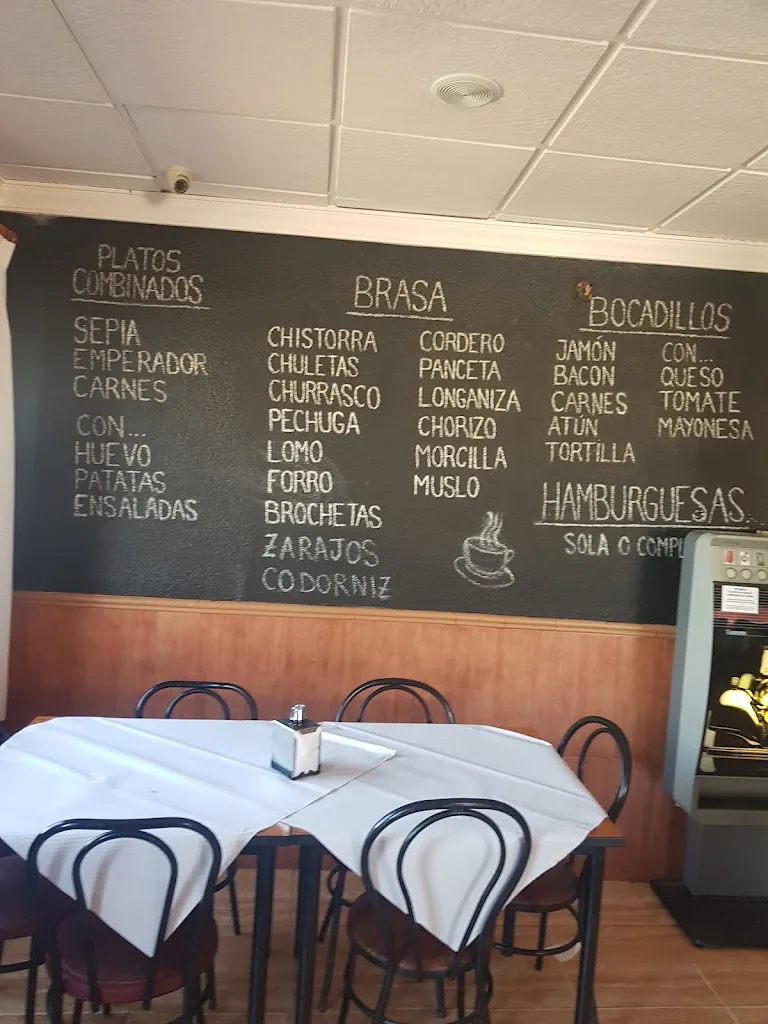 PLATOS
COMBINADOS
SEPIA
EMPERADOR
CARNES
CON...
HUEVO
PATATAS
ENSALADAS
BRASA
CHISTORRA
CHULETAS
CHURRASCO
PECHUGA
LOMO
FORRO
BROCHETAS
ZARAJOS
CODORNIZ
CORDERO
PANCETA
LONGANIZA
CHORIZO
MORCILLA
MUSLO
BOCADILLOS
JAMÓN
BACON
CARNES
ATÚN
TORTILLA
CON...
QUESO
TOMATE
MAYONESA
HAMBURGUESAS
SOLA O COMPL